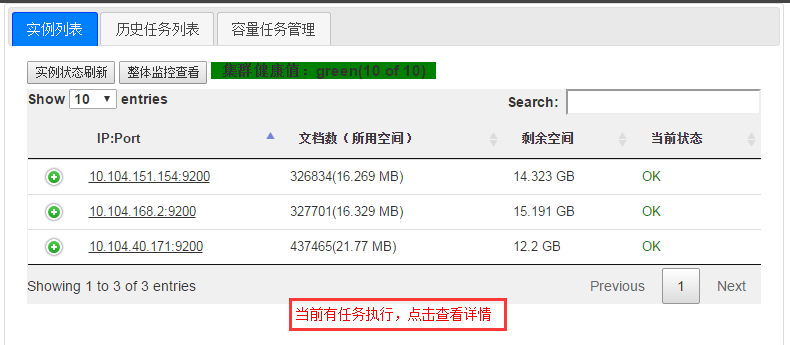 实例列表 历史任务列表 容量任务管理
实例状态刷新 整体监控查看 集群健康值：green(10 of 10)
Show 10 entries Search:
IP:Port 文档数（所用空间） 剩余空间 当前状态
10.104.151.154:9200 326834(16.269 MB) 14.323 GB OK
10.104.168.2:9200 327701(16.329 MB) 15.191 GB OK
10.104.40.171:9200 437465(21.77 MB) 12.2 GB OK
Showing 1 to 3 of 3 entries Previous 1 Next
当前有任务执行，点击查看详情